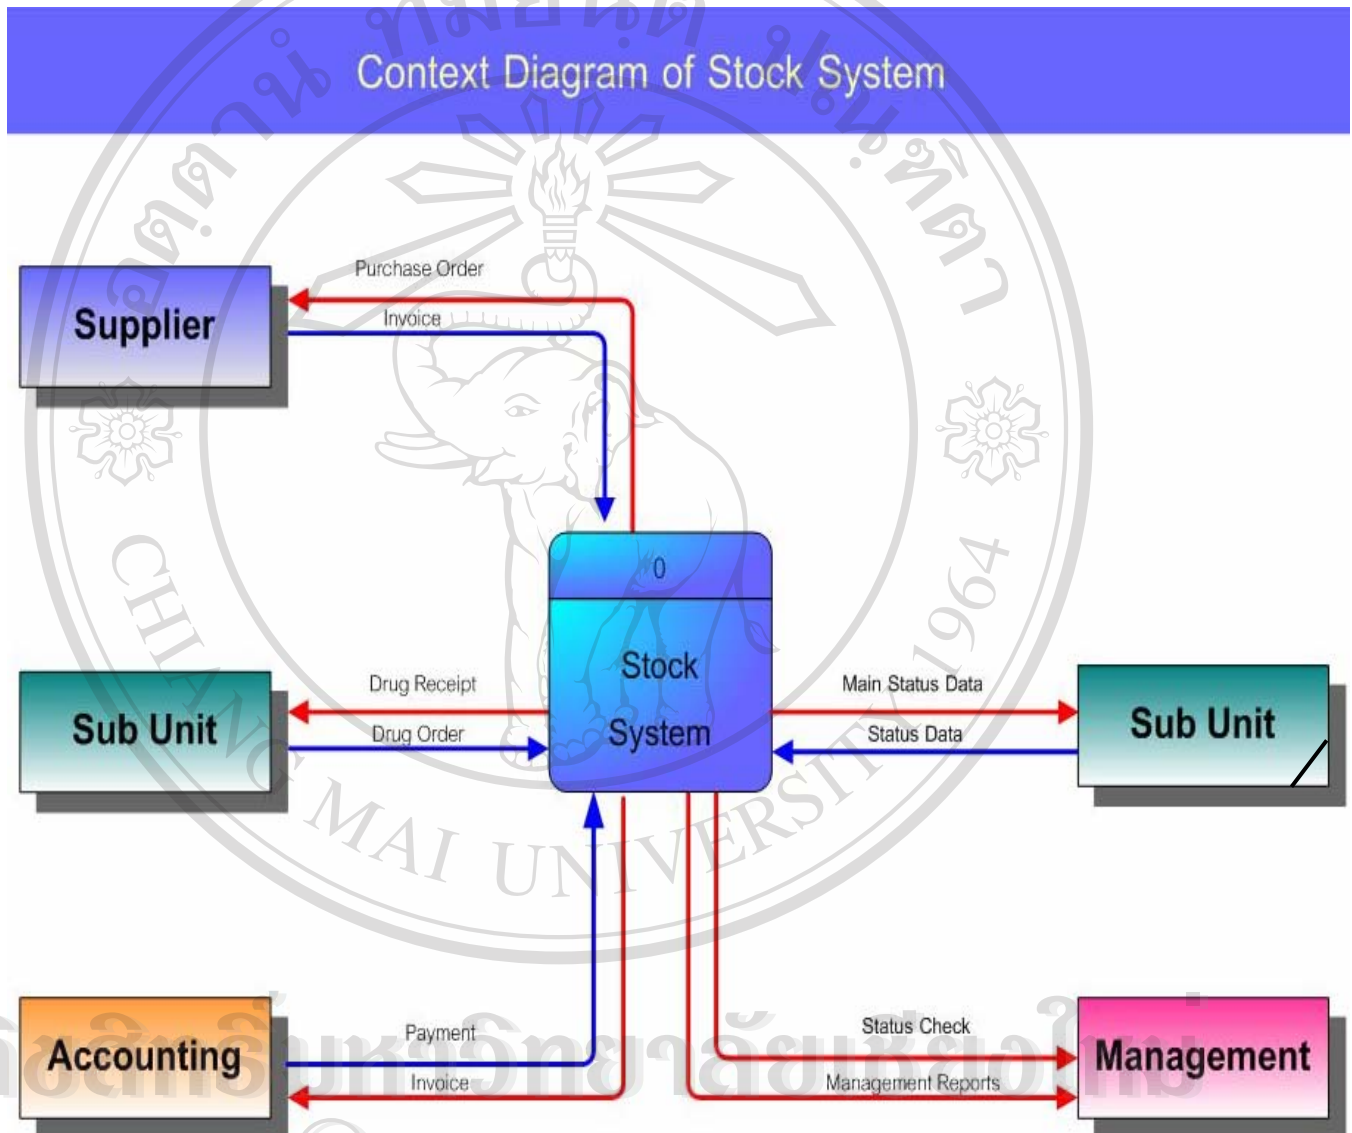 Context Diagram of Stock System
Purchase Order
Supplier
Invoice
0
Stock
System
Drug Receipt
Sub Unit
Drug Order
Main Status Data
Sub Unit
Status Data
Payment
Accounting
Invoice
Status Check
Management
Management Reports
CHIANG MAI UNIVERSITY 1964